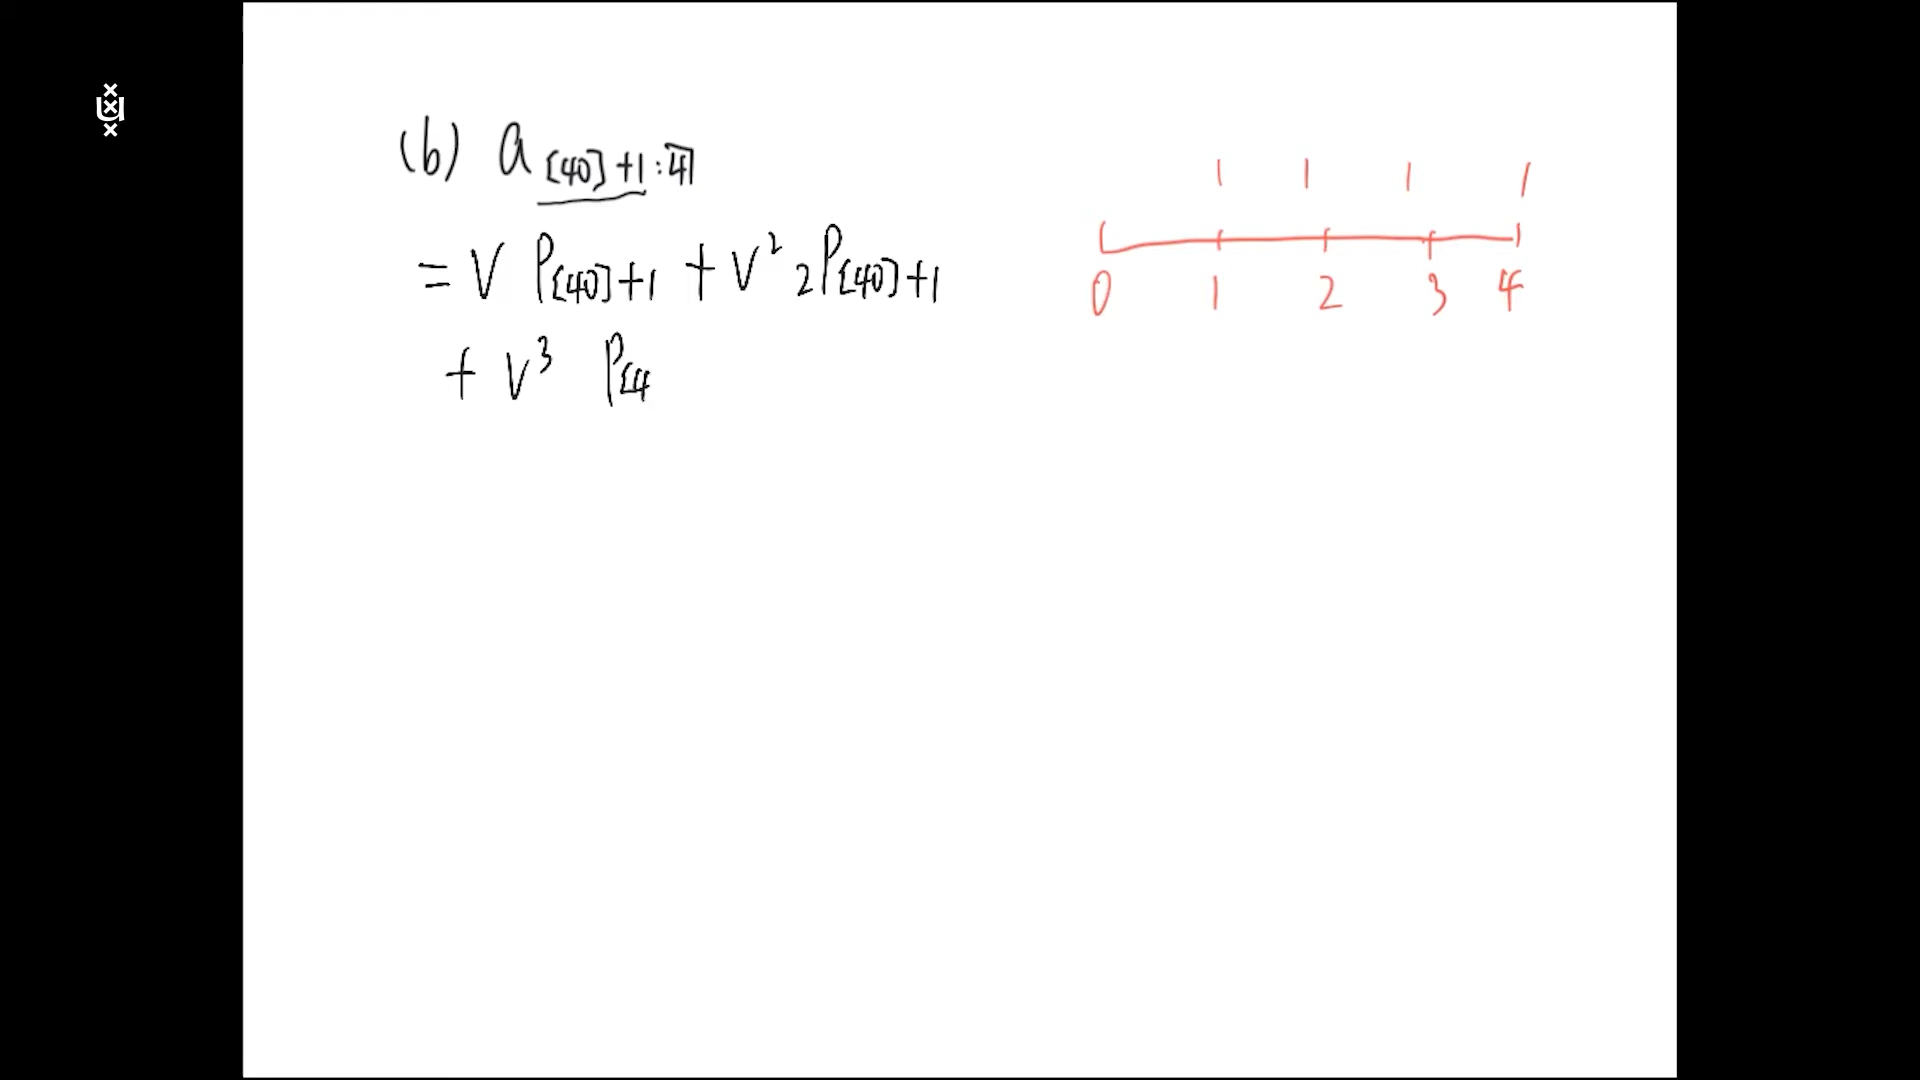 (b) a [40]+1:4̅|
1 1 1 1
= V P[40]+1 + V² ₂P[40]+1
0 1 2 3 4
+ V³ P[4